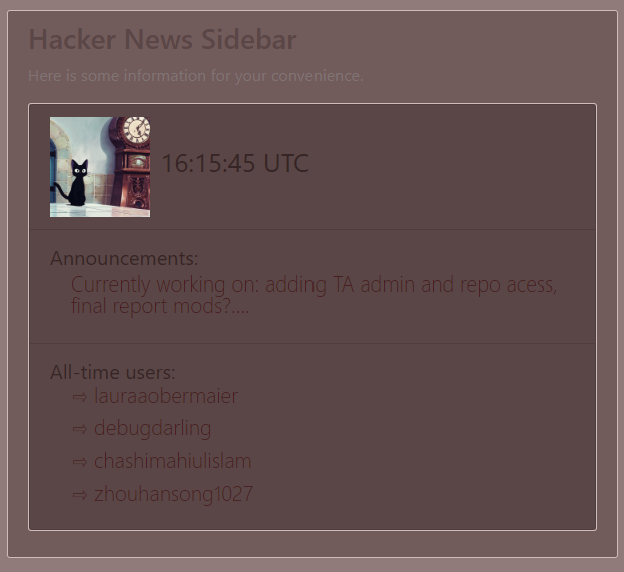 Hacker News Sidebar
Here is some information for your convenience.
16:15:45 UTC
Announcements:
Currently working on: adding TA admin and repo acess,
final report mods?....
All-time users:
⇨ lauraaobermaier
⇨ debugdarling
⇨ chashimahiulislam
⇨ zhouhansong1027